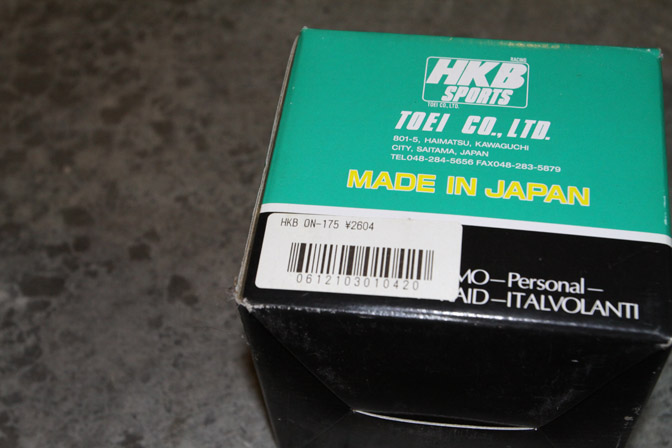 RACING
HKB
SPORTS
TOEI CO., LTD.
TOEI CO., LTD.
801-5, HAIMATSU, KAWAGUCHI
CITY, SAITAMA, JAPAN
TEL048-284-5656 FAX048-283-5879
MADE IN JAPAN
HKB ON-175 ¥2604
0612103010420
MO–Personal–
AID–ITALVOLANTI